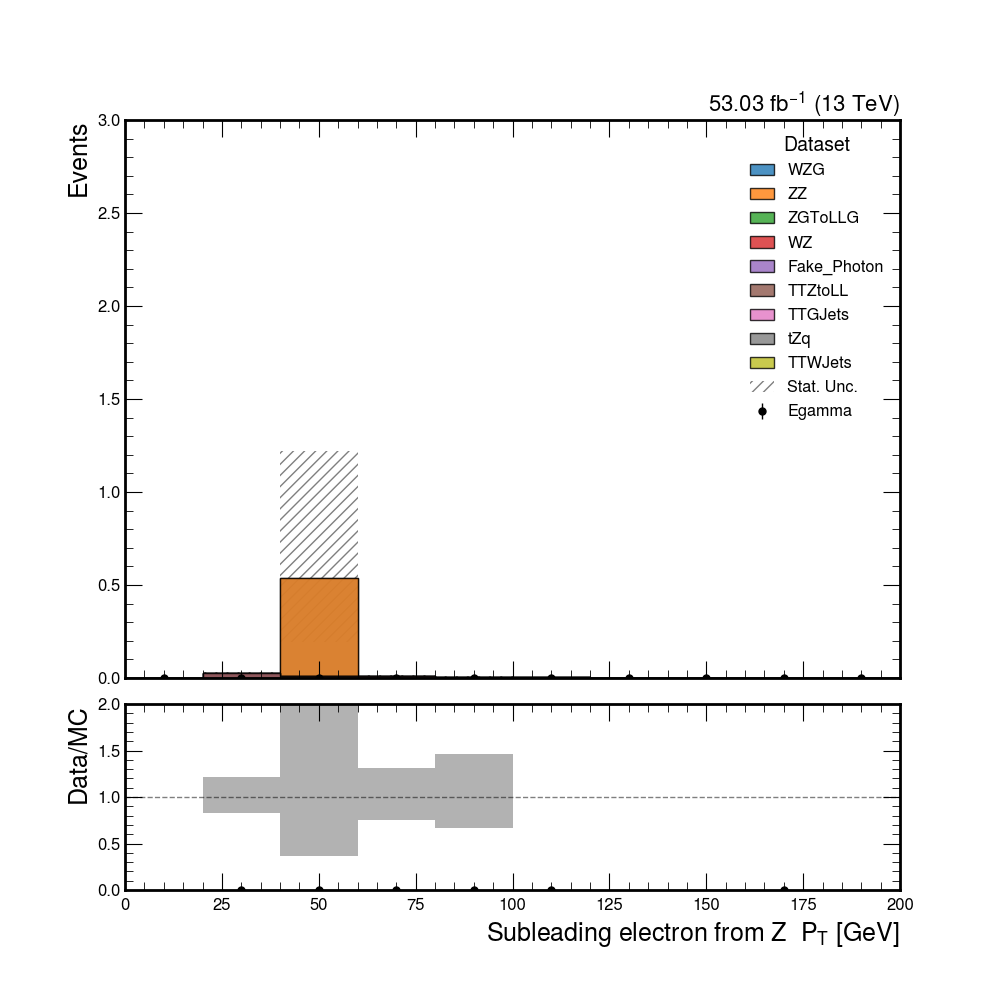 53.03 fb⁻¹ (13 TeV)
Events
3.0
2.5
2.0
1.5
1.0
0.5
0.0
Dataset
WZG
ZZ
ZGToLLG
WZ
Fake_Photon
TTZtoLL
TTGJets
tZq
TTWJets
Stat. Unc.
Egamma
Data/MC
2.0
1.5
1.0
0.5
0.0
0 25 50 75 100 125 150 175 200
Subleading electron from Z P_T [GeV]